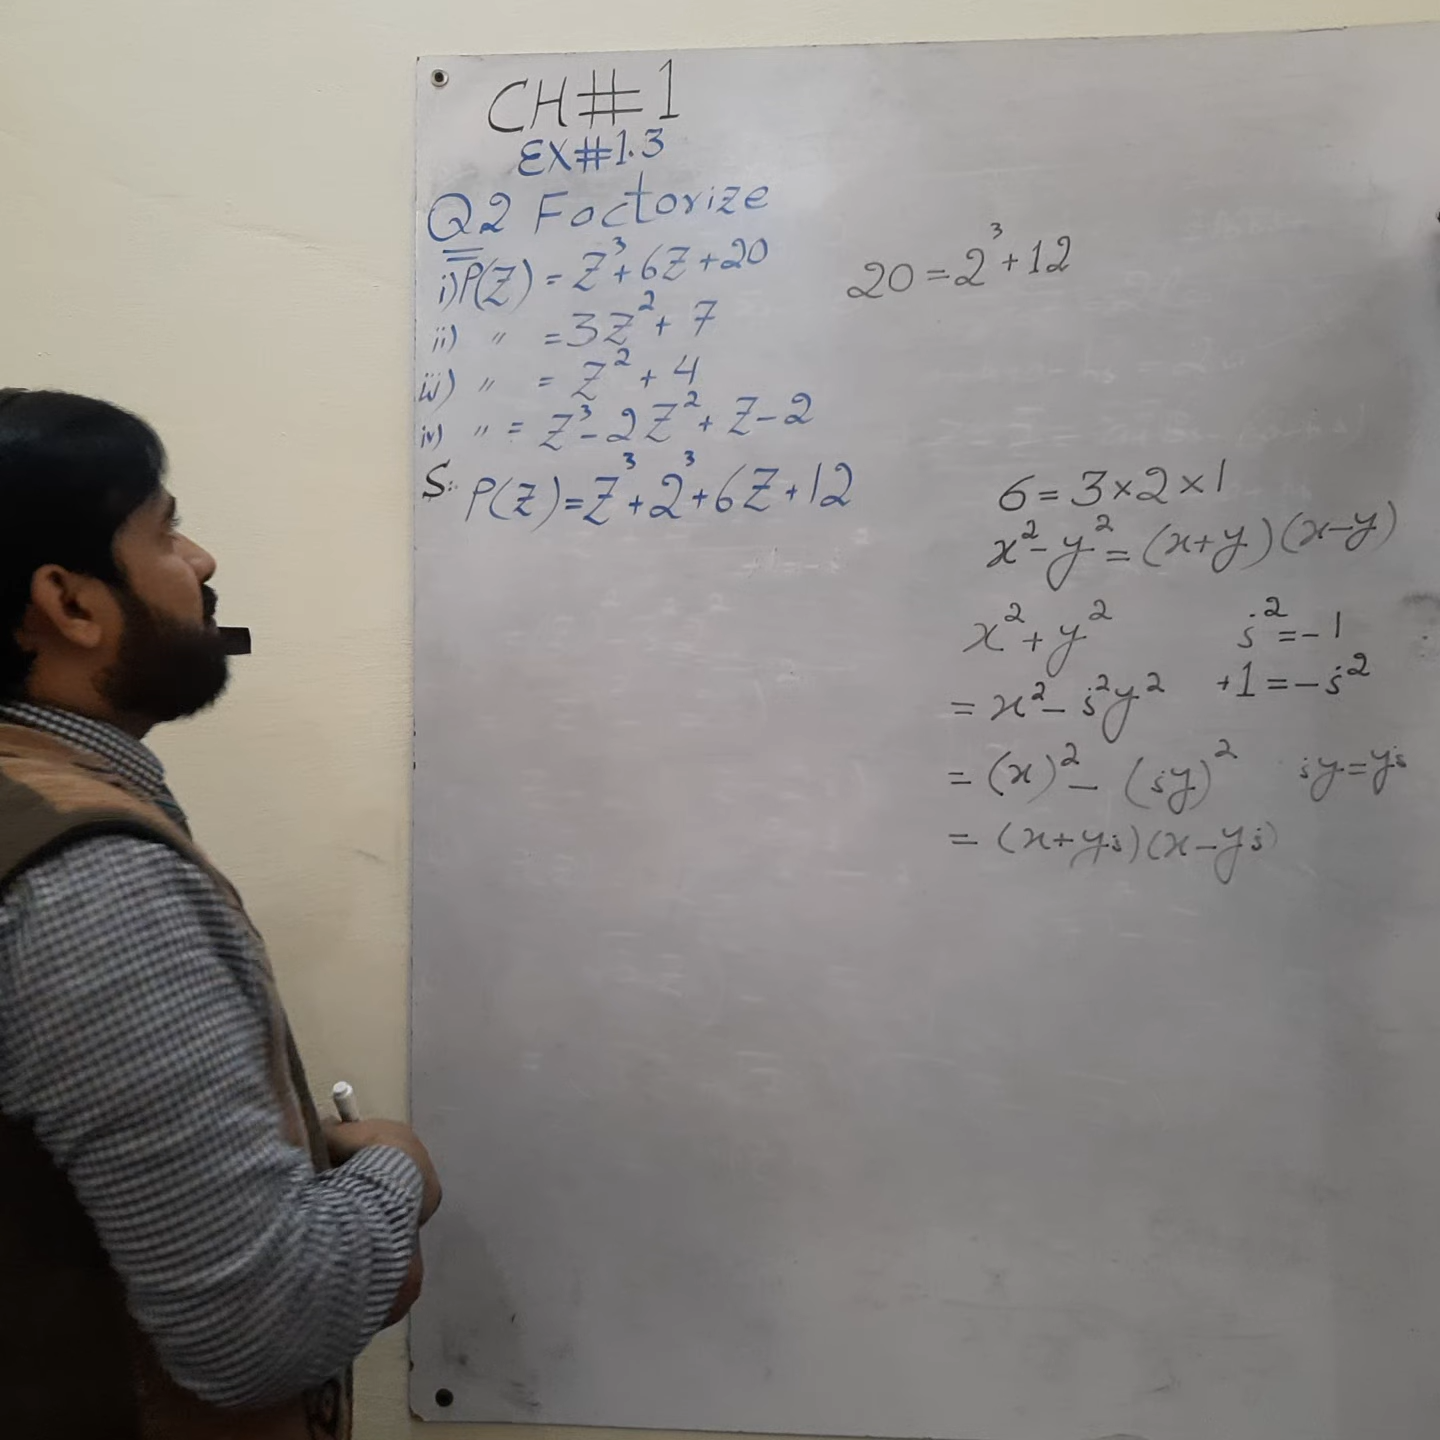 CH#1
EX#1.3
Q2 Factorize
i) P(Z) = Z³+6Z+20
ii) " = 3Z²+7
iii) " = Z²+4
iv) " = Z³-2Z²+Z-2
S: P(Z)=Z³+2³+6Z+12
20=2³+12
6=3×2×1
x²-y²=(x+y)(x-y)
x²+y² i²=-1
=x²-i²y² +1=-i²
=(x)²-(iy)² iy=yi
=(x+yi)(x-yi)